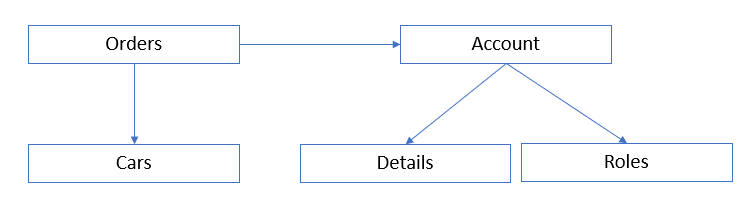 Orders
Account
Cars
Details
Roles